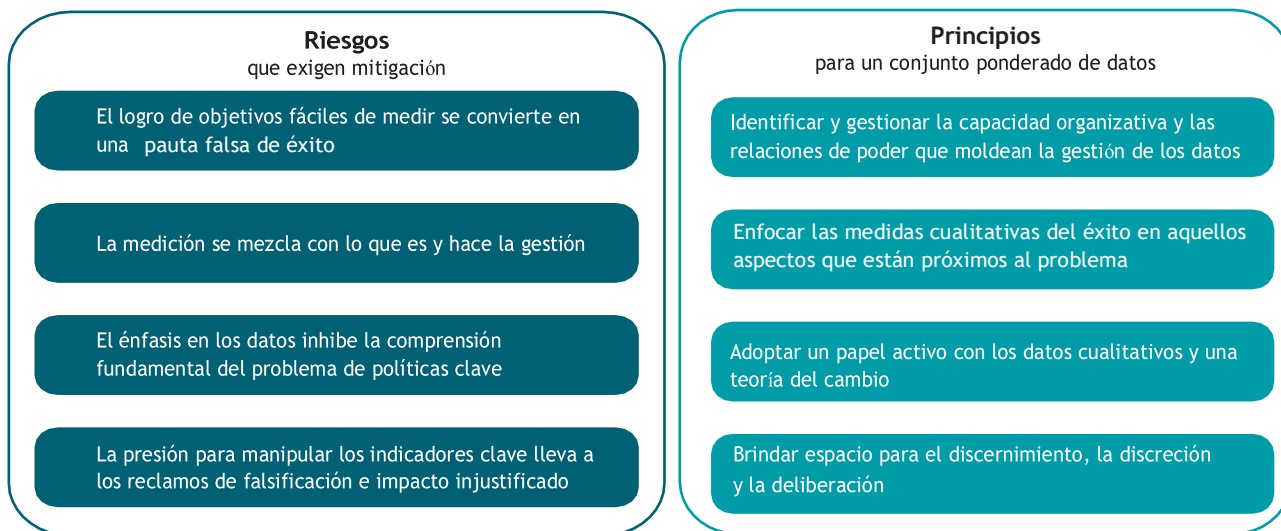 Riesgos
que exigen mitigación
El logro de objetivos fáciles de medir se convierte en
una pauta falsa de éxito
La medición se mezcla con lo que es y hace la gestión
El énfasis en los datos inhibe la comprensión
fundamental del problema de políticas clave
La presión para manipular los indicadores clave lleva a
los reclamos de falsificación e impacto injustificado
Principios
para un conjunto ponderado de datos
Identificar y gestionar la capacidad organizativa y las
relaciones de poder que moldean la gestión de los datos
Enfocar las medidas cualitativas del éxito en aquellos
aspectos que están próximos al problema
Adoptar un papel activo con los datos cualitativos y una
teoría del cambio
Brindar espacio para el discernimiento, la discreción
y la deliberación